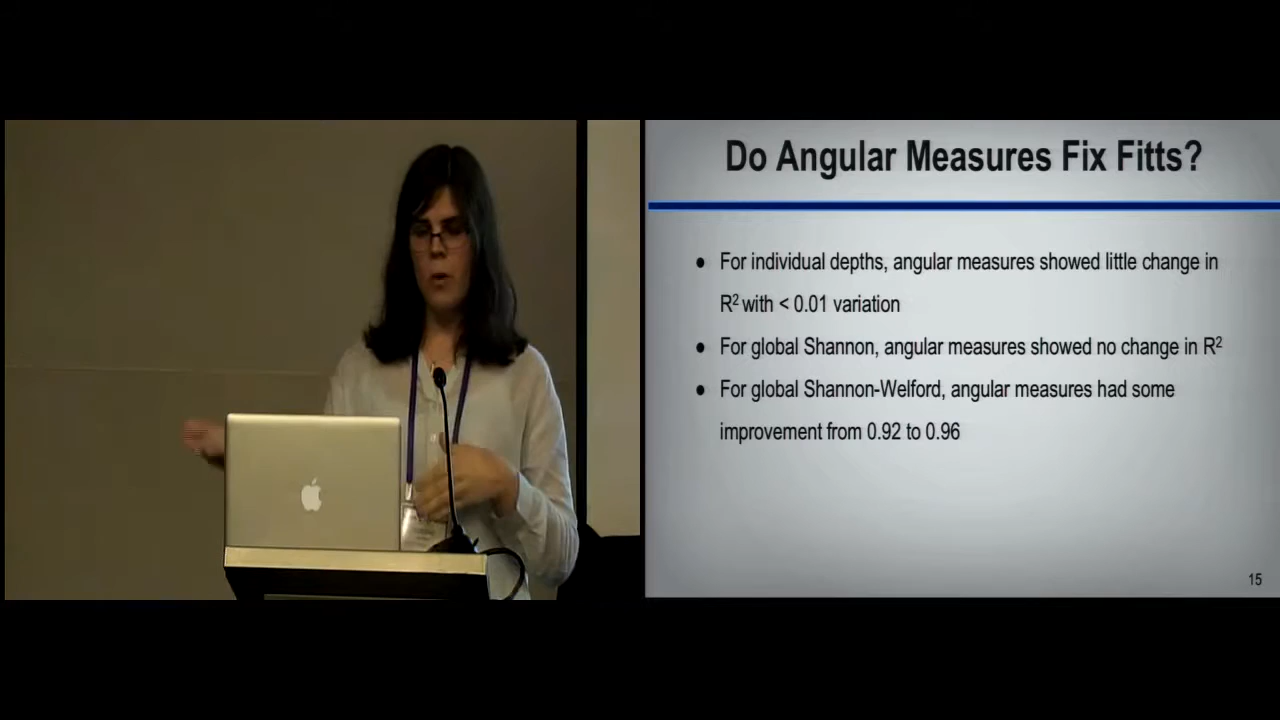 Do Angular Measures Fix Fitts?
● For individual depths, angular measures showed little change in
R² with < 0.01 variation
● For global Shannon, angular measures showed no change in R²
● For global Shannon-Welford, angular measures had some
improvement from 0.92 to 0.96
15